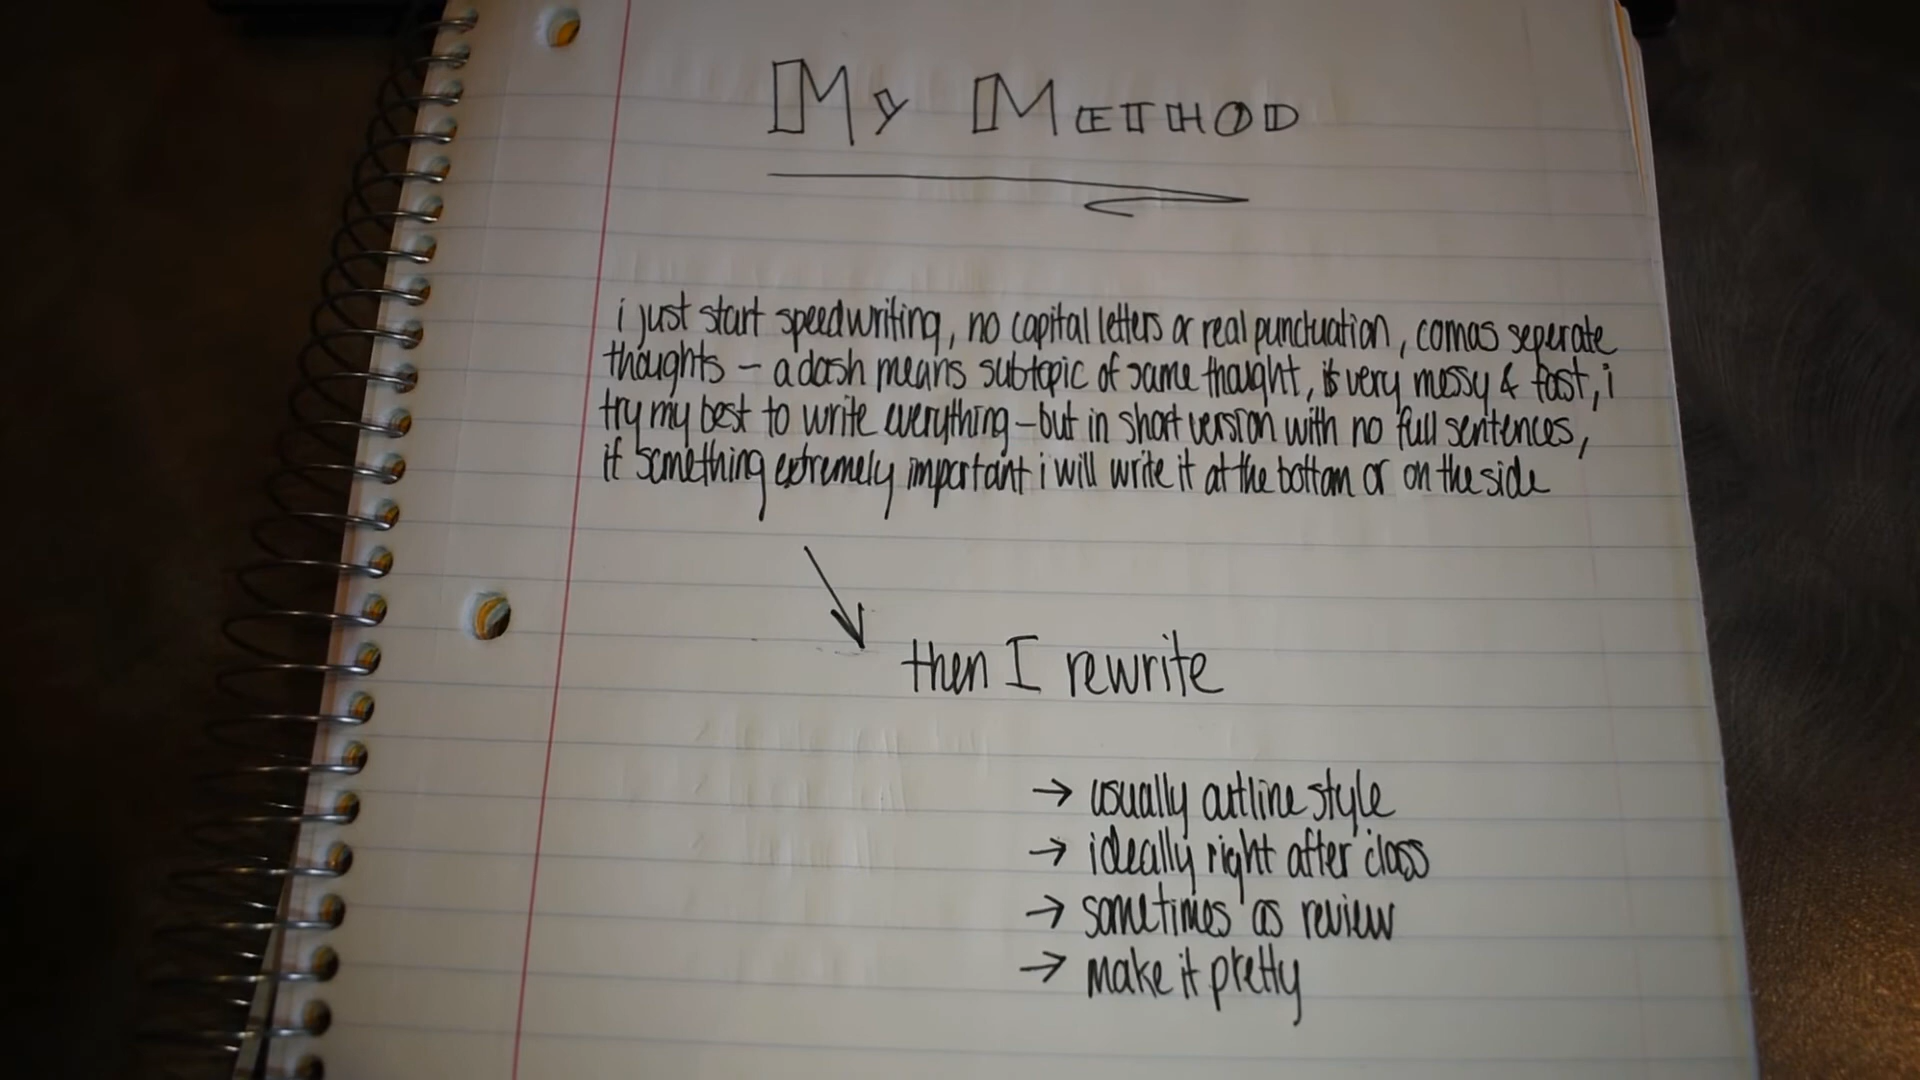 My Method
i just start speedwriting, no capital letters or real punctuation, comas seperate
thoughts – a dash means subtopic of same thought, is very messy & fast, i
try my best to write everything – but in short version with no full sentences,
if something extremely important i will write it at the bottom or on the side
then I rewrite
→ usually outline style
→ ideally right after class
→ sometimes as review
→ make it pretty